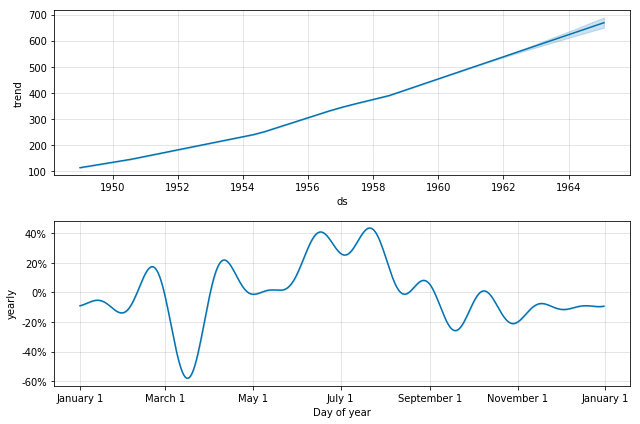 700
600
500
400
300
200
100
trend
1950 1952 1954 1956 1958 1960 1962 1964
ds
40%
20%
0%
-20%
-40%
-60%
yearly
January 1 March 1 May 1 July 1 September 1 November 1 January 1
Day of year